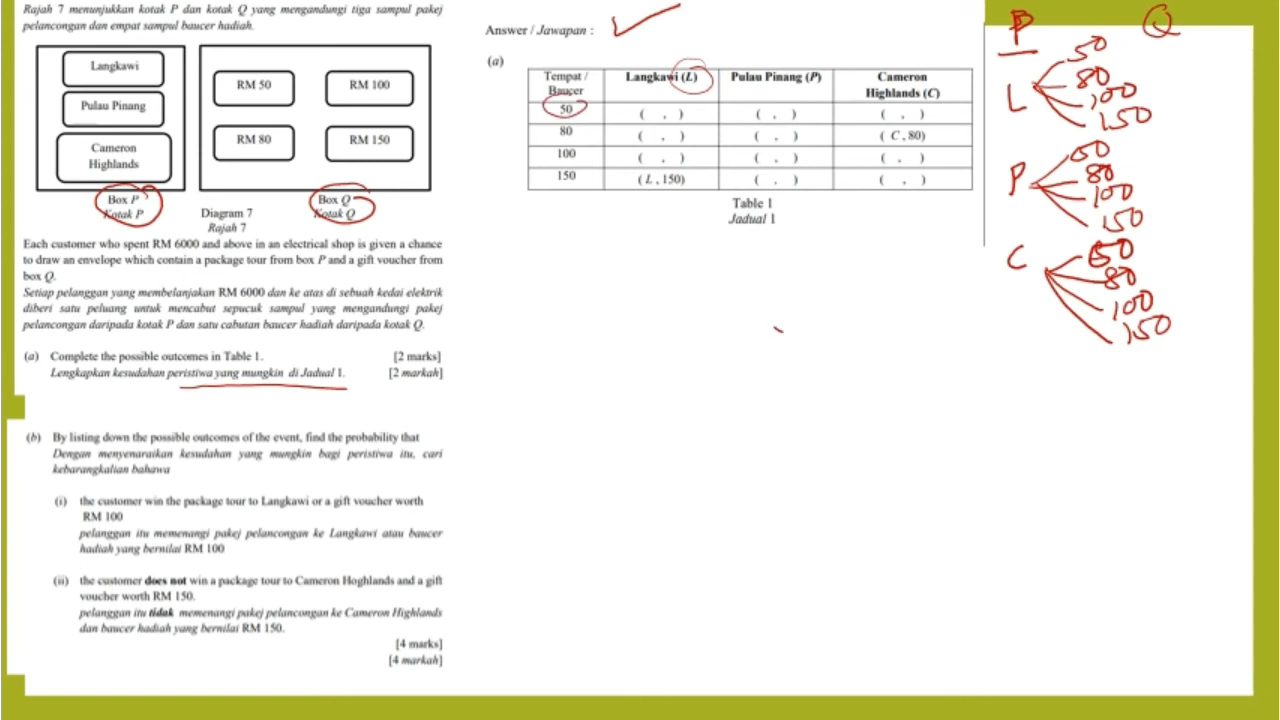 Rajah 7 menunjukkan kotak P dan kotak Q yang mengandungi tiga sampul pakej
pelancongan dan empat sampul baucer hadiah.
Langkawi
Pulau Pinang
Cameron
Highlands
RM 50
RM 100
RM 80
RM 150
Box P
Kotak P
Diagram 7
Rajah 7
Box Q
Kotak Q
Each customer who spent RM 6000 and above in an electrical shop is given a chance
to draw an envelope which contain a package tour from box P and a gift voucher from
box Q.
Setiap pelanggan yang membelanjakan RM 6000 dan ke atas di sebuah kedai elektrik
diberi satu peluang untuk mencabut sepucuk sampul yang mengandungi pakej
pelancongan daripada kotak P dan satu cabutan baucer hadiah daripada kotak Q.
(a) Complete the possible outcomes in Table 1. [2 marks]
Lengkapkan kesudahan peristiwa yang mungkin di Jadual 1. [2 markah]
(b) By listing down the possible outcomes of the event, find the probability that
Dengan menyenaraikan kesudahan yang mungkin bagi peristiwa itu, cari
kebarangkalian bahawa
(i) the customer win the package tour to Langkawi or a gift voucher worth
RM 100
pelanggan itu memenangi pakej pelancongan ke Langkawi atau baucer
hadiah yang bernilai RM 100
(ii) the customer does not win a package tour to Cameron Hoghlands and a gift
voucher worth RM 150.
pelanggan itu tidak memenangi pakej pelancongan ke Cameron Highlands
dan baucer hadiah yang bernilai RM 150.
[4 marks]
[4 markah]
Answer / Jawapan :
(a)
Tempat / Baucer Langkawi (L) Pulau Pinang (P) Cameron Highlands (C)
50 ( , ) ( , ) ( , )
80 ( , ) ( , ) ( C , 80)
100 ( , ) ( , ) ( , )
150 ( L , 150) ( , ) ( , )
Table 1
Jadual 1
P Q
L 50
80
100
150
P 50
80
100
150
C 50
80
100
150